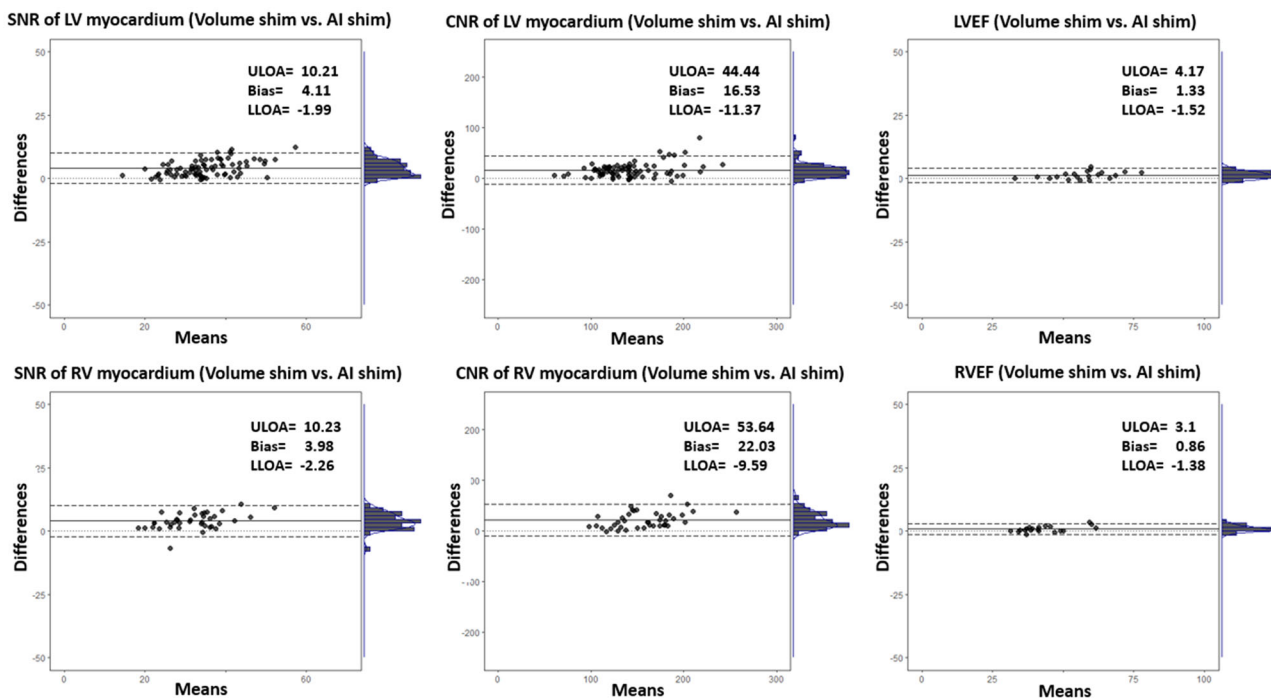 SNR of LV myocardium (Volume shim vs. AI shim)
50
25
0
-25
-50
Differences
ULOA= 10.21
Bias= 4.11
LLOA= -1.99
0
20
60
Means
CNR of LV myocardium (Volume shim vs. AI shim)
200
100
0
-100
-200
Differences
ULOA= 44.44
Bias= 16.53
LLOA= -11.37
0
100
200
300
Means
LVEF (Volume shim vs. AI shim)
50
25
0
-25
-50
Differences
ULOA= 4.17
Bias= 1.33
LLOA= -1.52
0
25
75
100
Means
SNR of RV myocardium (Volume shim vs. AI shim)
50
25
0
-25
-50
Differences
ULOA= 10.23
Bias= 3.98
LLOA= -2.26
0
20
40
60
Means
CNR of RV myocardium (Volume shim vs. AI shim)
200
100
0
-200
Differences
ULOA= 53.64
Bias= 22.03
LLOA= -9.59
0
100
200
300
Means
RVEF (Volume shim vs. AI shim)
50
25
0
-25
-50
Differences
ULOA= 3.1
Bias= 0.86
LLOA= -1.38
0
25
75
100
Means